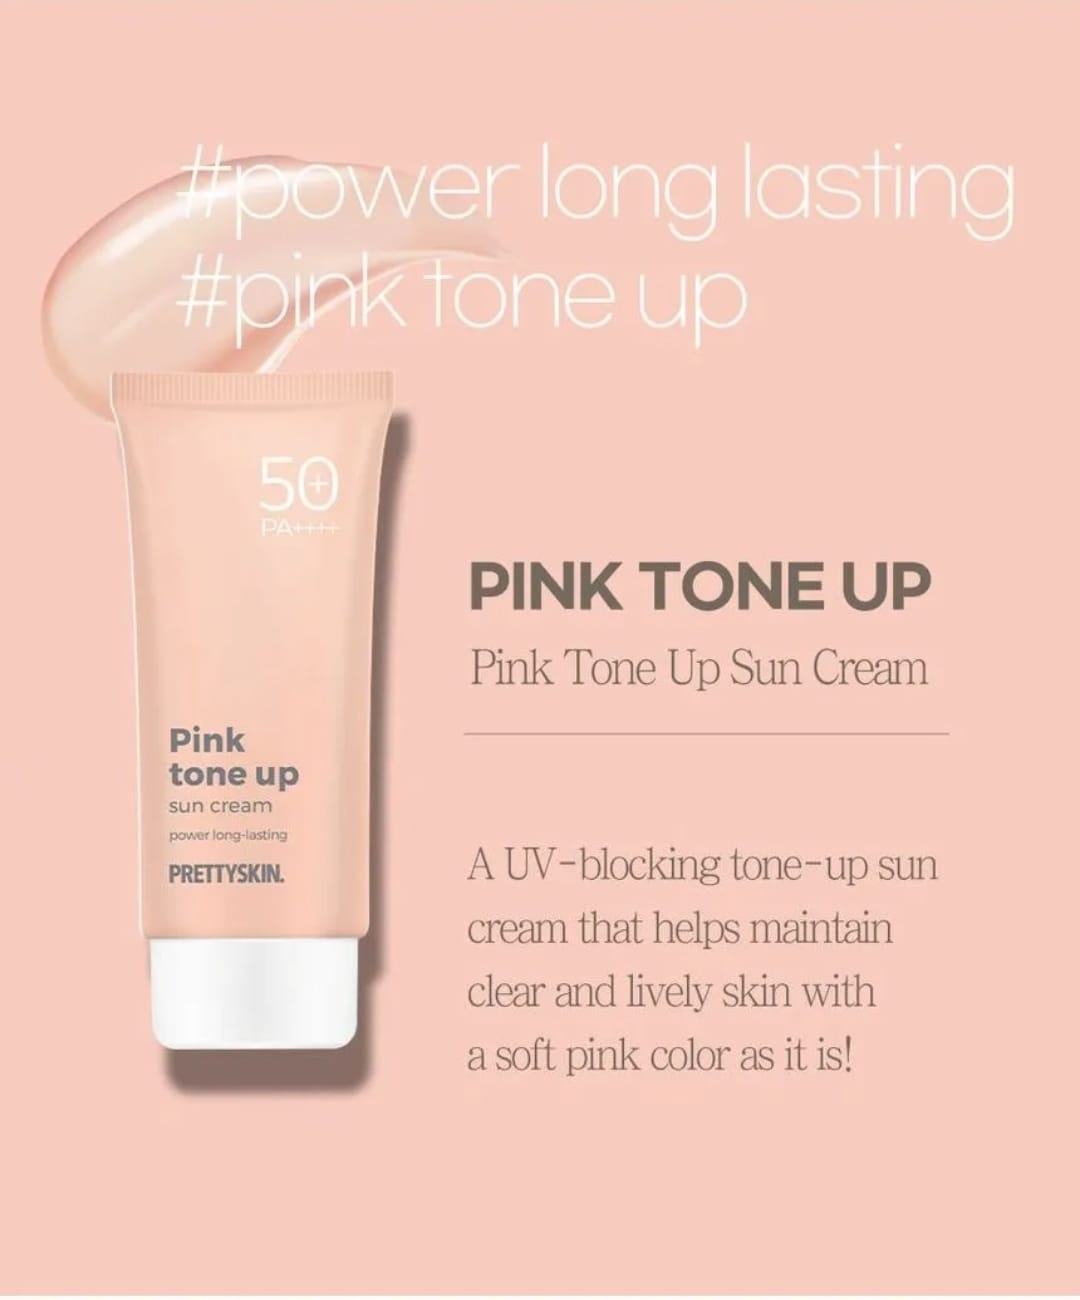 #power long lasting
#pink tone up
50+
PA++++
Pink
tone up
sun cream
power long-lasting
PRETTYSKIN.
PINK TONE UP
Pink Tone Up Sun Cream
A UV-blocking tone-up sun
cream that helps maintain
clear and lively skin with
a soft pink color as it is!